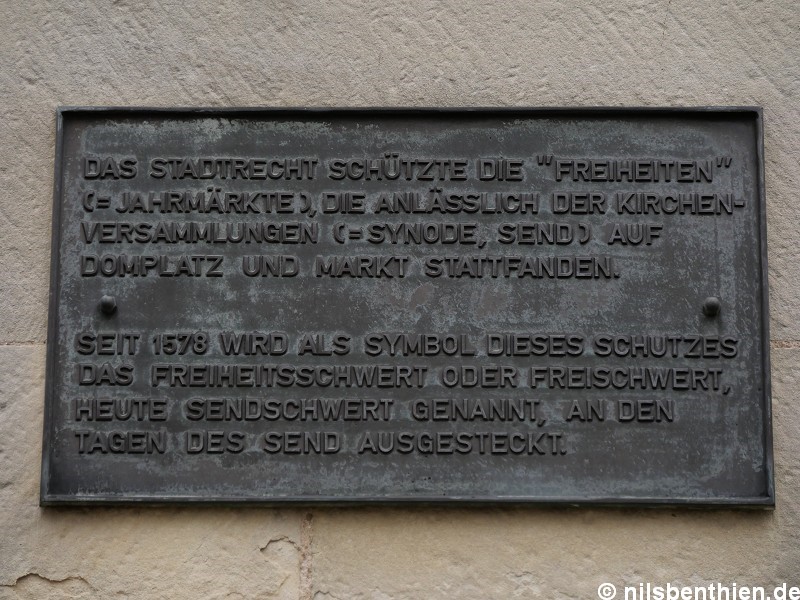 DAS STADTRECHT SCHÜTZTE DIE "FREIHEITEN"
(=JAHRMÄRKTE), DIE ANLÄSSLICH DER KIRCHEN-
VERSAMMLUNGEN (=SYNODE, SEND) AUF
DOMPLATZ UND MARKT STATTFANDEN.
SEIT 1578 WIRD ALS SYMBOL DIESES SCHUTZES
DAS FREIHEITSSCHWERT ODER FREISCHWERT,
HEUTE SENDSCHWERT GENANNT, AN DEN
TAGEN DES SEND AUSGESTECKT.
© nilsbenthien.de